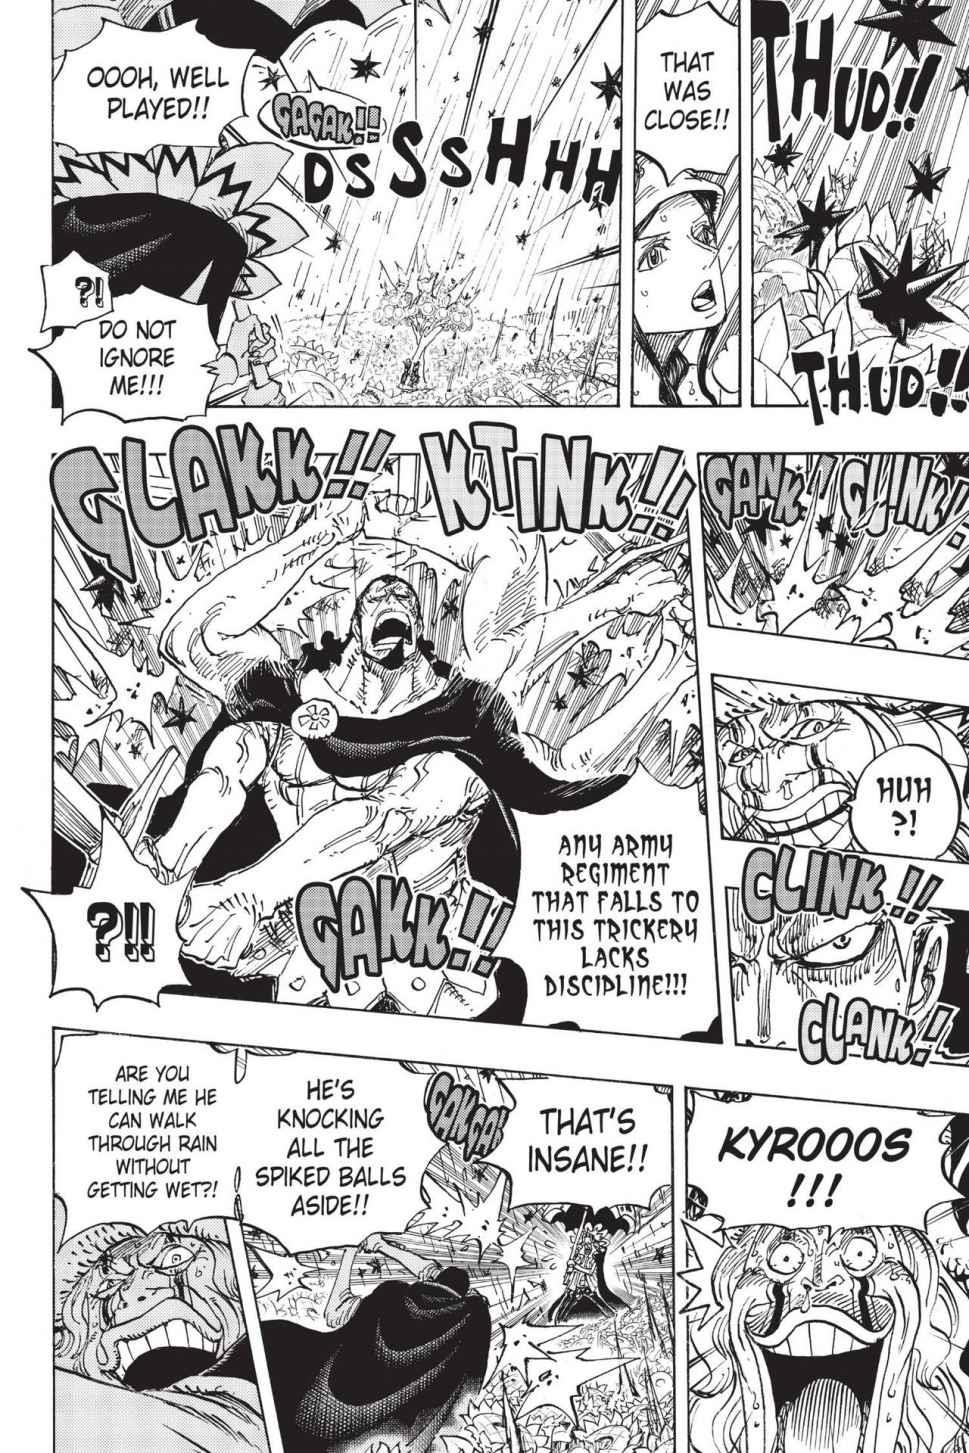 OOOH, WELL
PLAYED!!
GAGAK!!
DSSSSHHHH
THAT
WAS
CLOSE!!
THUD!!
THUD!!
?!
DO NOT
IGNORE
ME!!!
GLAKK!!
KTINK!!
GANK!!
CLINK!
HUH
?!
CLINK!!
CLANK!
ANY ARMY
REGIMENT
THAT FALLS TO
THIS TRICKERY
LACKS
DISCIPLINE!!!
GAKK!!
?!!
ARE YOU
TELLING ME HE
CAN WALK
THROUGH RAIN
WITHOUT
GETTING WET?!
HE'S
KNOCKING
ALL THE
SPIKED BALLS
ASIDE!!
THAT'S
INSANE!!
KYROOOS
!!!